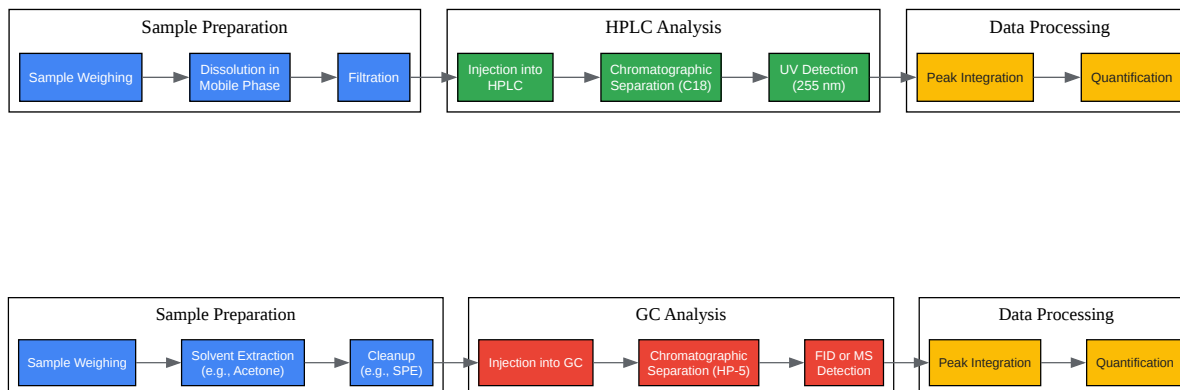 Sample Preparation
HPLC Analysis
Data Processing
Sample Weighing
Dissolution in
Mobile Phase
Filtration
Injection into
HPLC
Chromatographic
Separation (C18)
UV Detection
(255 nm)
Peak Integration
Quantification
Sample Preparation
GC Analysis
Data Processing
Sample Weighing
Solvent Extraction
(e.g., Acetone)
Cleanup
(e.g., SPE)
Injection into GC
Chromatographic
Separation (HP-5)
FID or MS
Detection
Peak Integration
Quantification